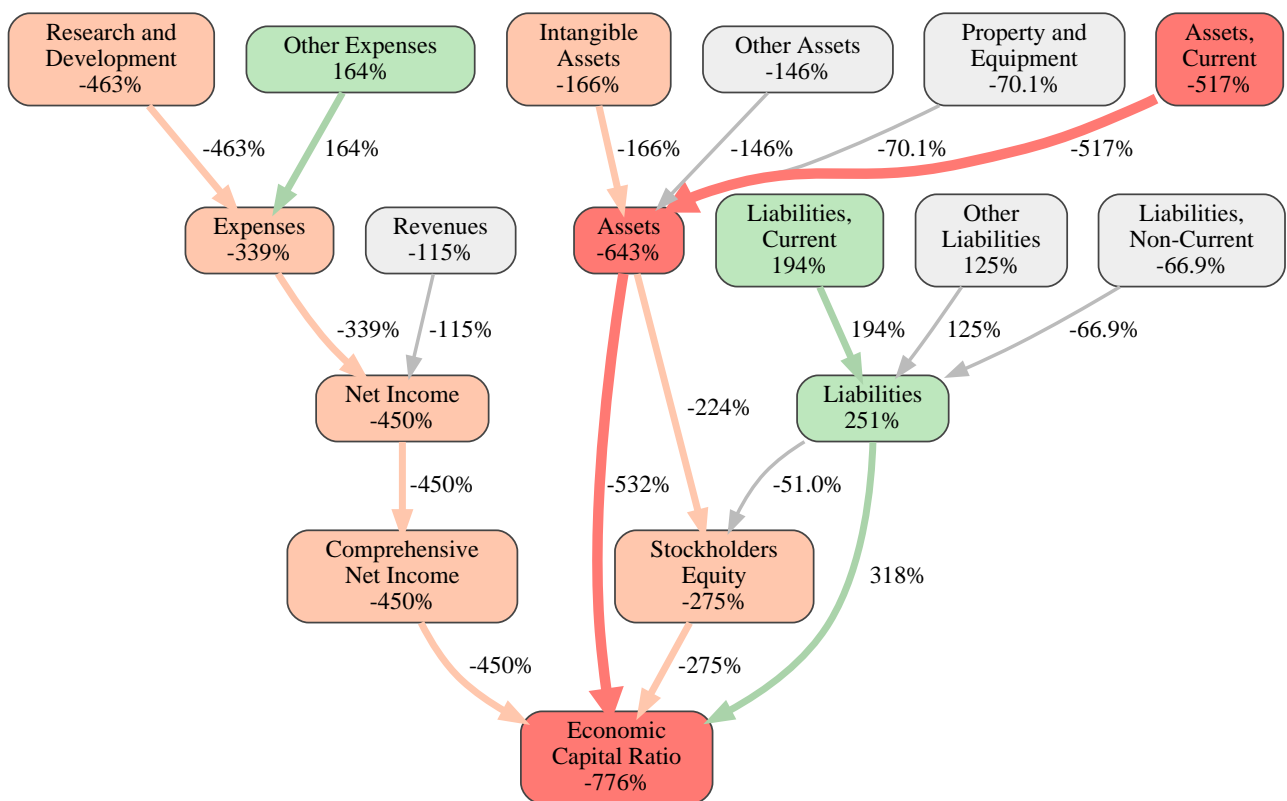 Research and
Development
-463%
Other Expenses
164%
Intangible
Assets
-166%
Other Assets
-146%
Property and
Equipment
-70.1%
Assets,
Current
-517%
-463%
164%
-166%
-146%
-70.1%
-517%
Expenses
-339%
Revenues
-115%
Assets
-643%
Liabilities,
Current
194%
Other
Liabilities
125%
Liabilities,
Non-Current
-66.9%
-339%
-115%
194%
125%
-66.9%
Net Income
-450%
-224%
Liabilities
251%
-450%
-532%
-51.0%
Comprehensive
Net Income
-450%
Stockholders
Equity
-275%
318%
-450%
-275%
Economic
Capital Ratio
-776%